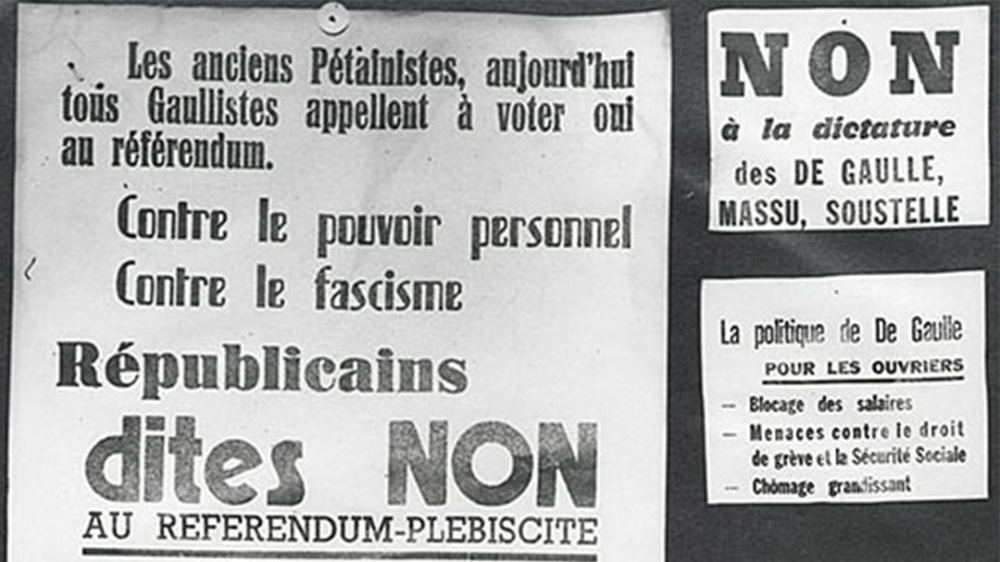 Les anciens Pétainistes, aujourd'hui
tous Gaullistes appellent à voter oui
au référendum.
Contre le pouvoir personnel
Contre le fascisme
Républicains
dites NON
AU REFERENDUM-PLEBISCITE
NON
à la dictature
des DE GAULLE,
MASSU, SOUSTELLE
La politique de De Gaulle
POUR LES OUVRIERS
— Blocage des salaires
— Menaces contre le droit
de grève et la Sécurité Sociale
— Chômage grandissant